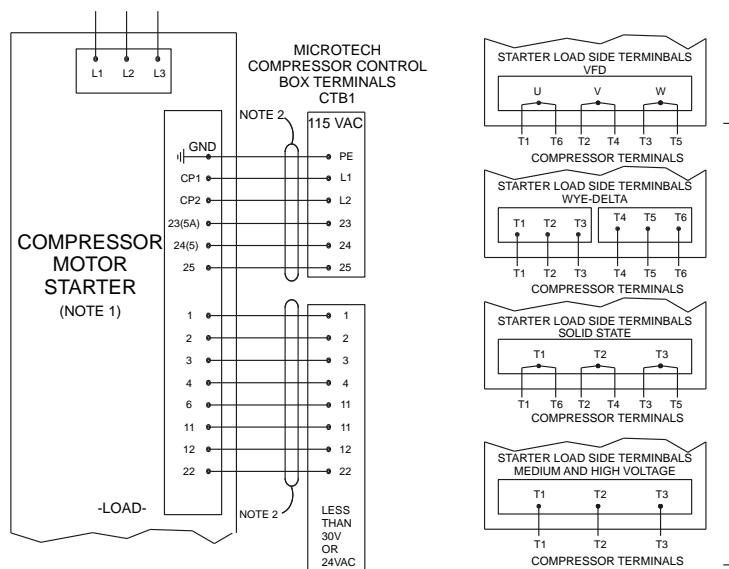 L1 L2 L3
MICROTECH
COMPRESSOR CONTROL
BOX TERMINALS
CTB1
NOTE 2
115 VAC
GND PE
CP1 L1
CP2 L2
23(5A) 23
24(5) 24
25 25
COMPRESSOR
MOTOR
STARTER
(NOTE 1)
1 1
2 2
3 3
4 4
6 11
11 11
12 12
22 22
-LOAD-
NOTE 2
LESS
THAN
30V
OR
24VAC
STARTER LOAD SIDE TERMINBALS
VFD
U V W
T1 T6 T2 T4 T3 T5
COMPRESSOR TERMINALS
STARTER LOAD SIDE TERMINBALS
WYE-DELTA
T1 T2 T3 T4 T5 T6
T1 T2 T3 T4 T5 T6
COMPRESSOR TERMINALS
STARTER LOAD SIDE TERMINBALS
SOLID STATE
T1 T2 T3
T1 T6 T2 T4 T3 T5
COMPRESSOR TERMINALS
STARTER LOAD SIDE TERMINBALS
MEDIUM AND HIGH VOLTAGE
T1 T2 T3
T1 T2 T3
COMPRESSOR TERMINALS